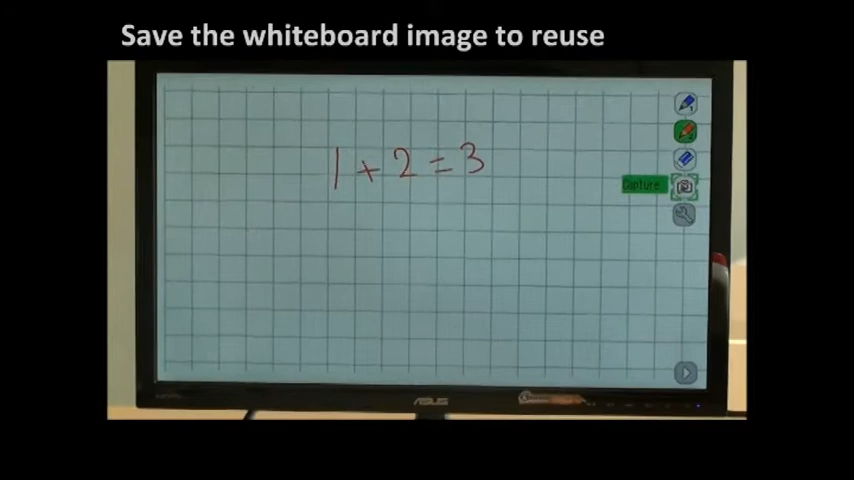 Save the whiteboard image to reuse
1 + 2 = 3
Capture
ASUS